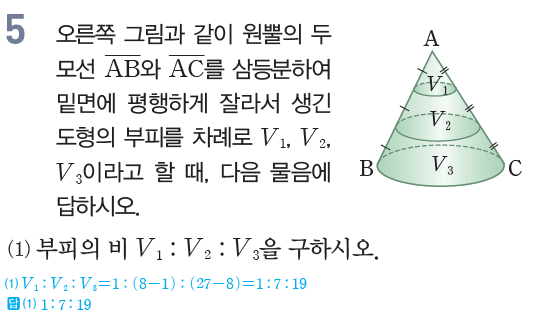 5 오른쪽 그림과 같이 원뿔의 두
모선 A̅B̅와 A̅C̅를 삼등분하여
밑면에 평행하게 잘라서 생긴
도형의 부피를 차례로 V₁, V₂,
V₃이라고 할 때, 다음 물음에
답하시오.
A
V₁
V₂
B V₃ C
(1) 부피의 비 V₁ : V₂ : V₃을 구하시오.
(1) V₁ : V₂ : V₃=1 : (8−1) : (27−8)=1 : 7 : 19
답 (1) 1 : 7 : 19